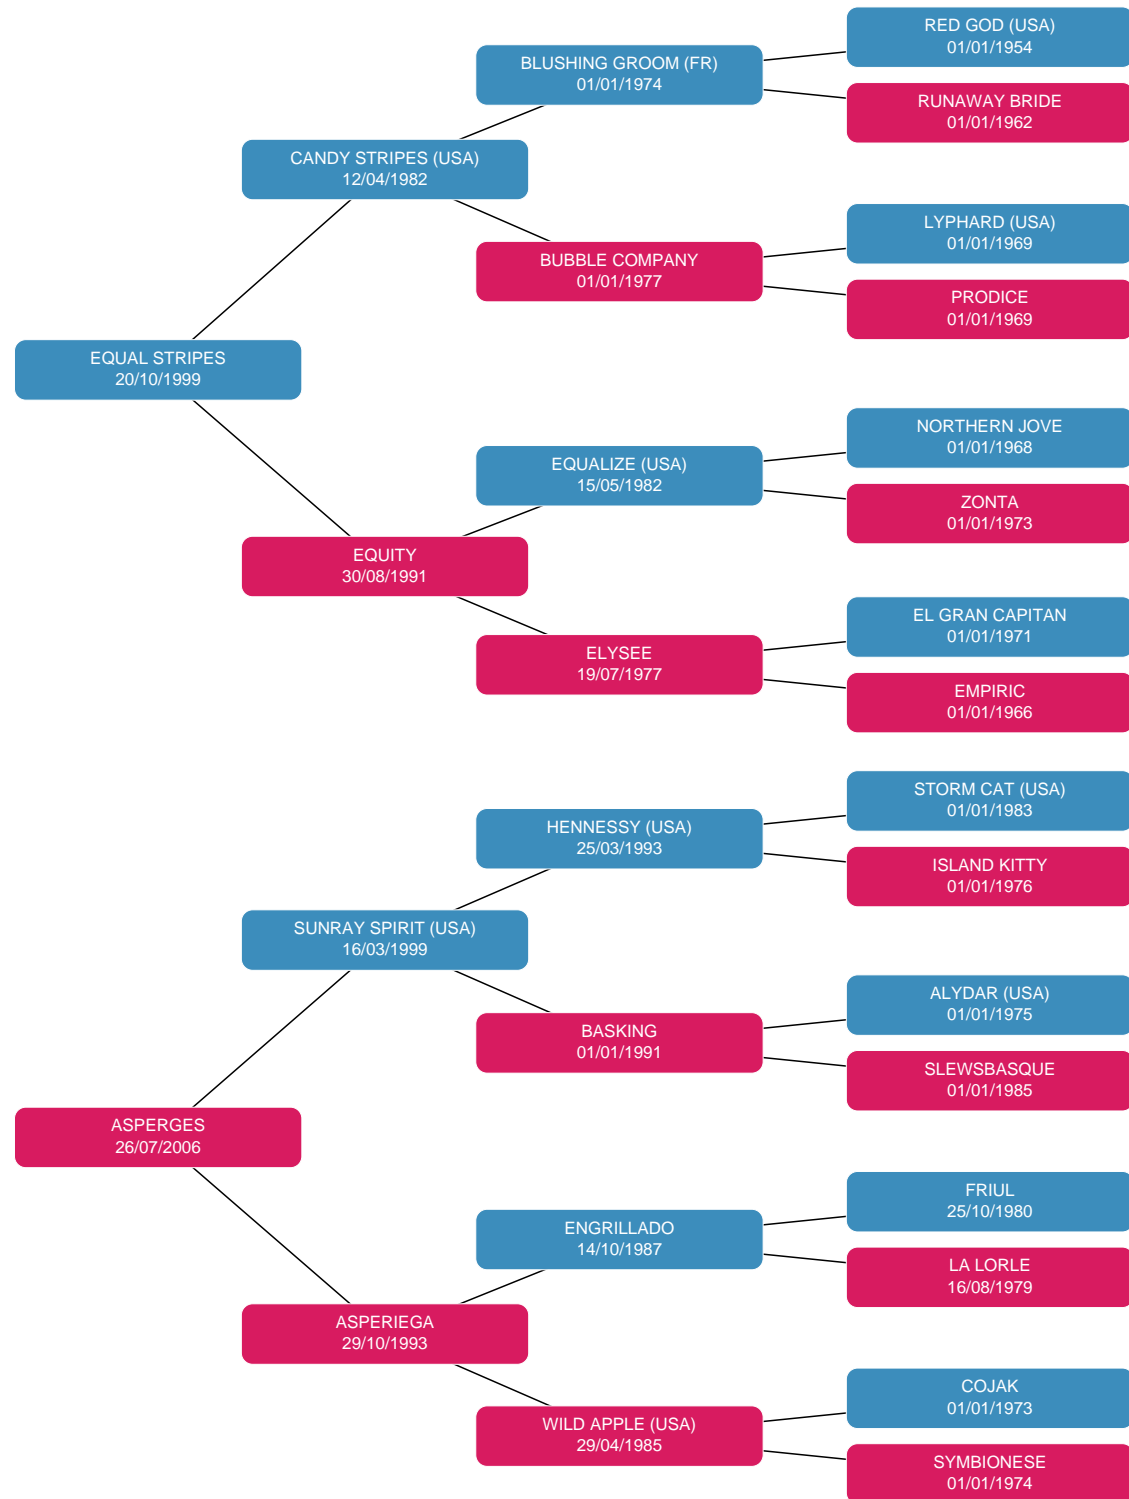 RED GOD (USA)
01/01/1954
BLUSHING GROOM (FR)
01/01/1974
RUNAWAY BRIDE
01/01/1962
CANDY STRIPES (USA)
12/04/1982
LYPHARD (USA)
01/01/1969
BUBBLE COMPANY
01/01/1977
PRODICE
01/01/1969
EQUAL STRIPES
20/10/1999
NORTHERN JOVE
01/01/1968
EQUALIZE (USA)
15/05/1982
ZONTA
01/01/1973
EQUITY
30/08/1991
EL GRAN CAPITAN
01/01/1971
ELYSEE
19/07/1977
EMPIRIC
01/01/1966
STORM CAT (USA)
01/01/1983
HENNESSY (USA)
25/03/1993
ISLAND KITTY
01/01/1976
SUNRAY SPIRIT (USA)
16/03/1999
ALYDAR (USA)
01/01/1975
BASKING
01/01/1991
SLEWSBASQUE
01/01/1985
ASPERGES
26/07/2006
FRIUL
25/10/1980
ENGRILLADO
14/10/1987
LA LORLE
16/08/1979
ASPERIEGA
29/10/1993
COJAK
01/01/1973
WILD APPLE (USA)
29/04/1985
SYMBIONESE
01/01/1974